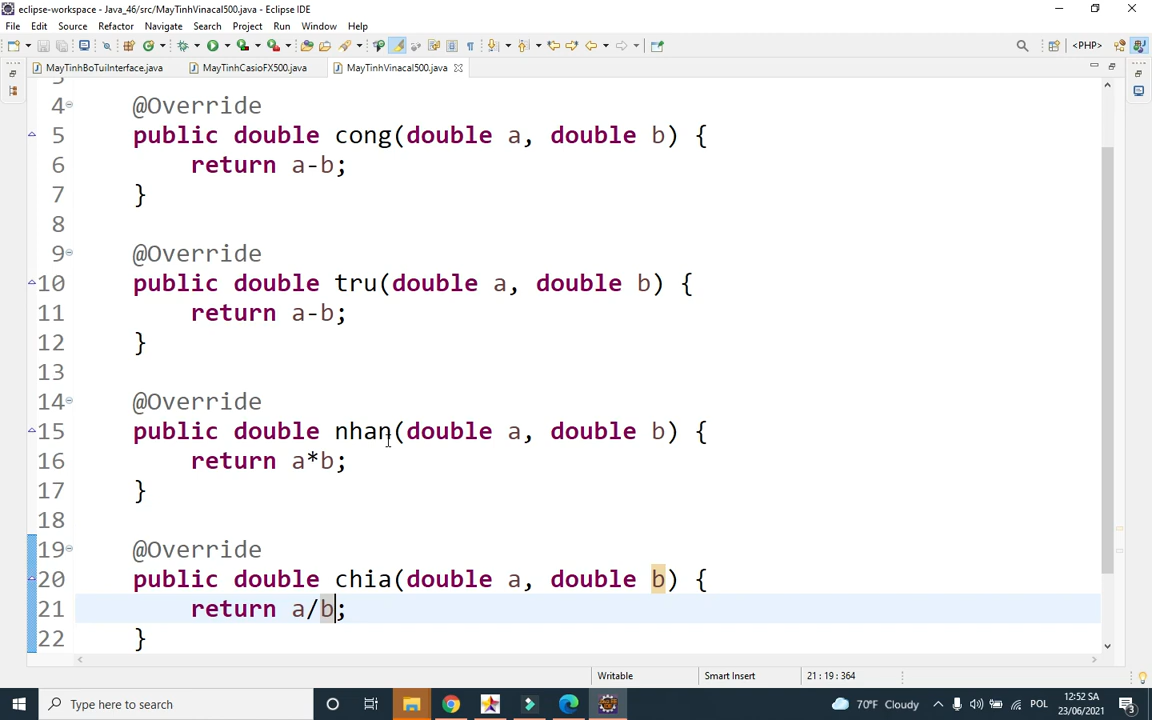 eclipse-workspace - Java_46/src/MayTinhVinacal500.java - Eclipse IDE
File Edit Source Refactor Navigate Search Project Run Window Help
<PHP>
MayTinhBoTuiInterface.java MayTinhCasioFX500.java MayTinhVinacal500.java
3
4 @Override
5 public double cong(double a, double b) {
6 return a-b;
7 }
8
9 @Override
10 public double tru(double a, double b) {
11 return a-b;
12 }
13
14 @Override
15 public double nhan(double a, double b) {
16 return a*b;
17 }
18
19 @Override
20 public double chia(double a, double b) {
21 return a/b;
22 }
Writable Smart Insert 21 : 19 : 364
Type here to search 70°F Cloudy POL 12:52 SA
23/06/2021 3